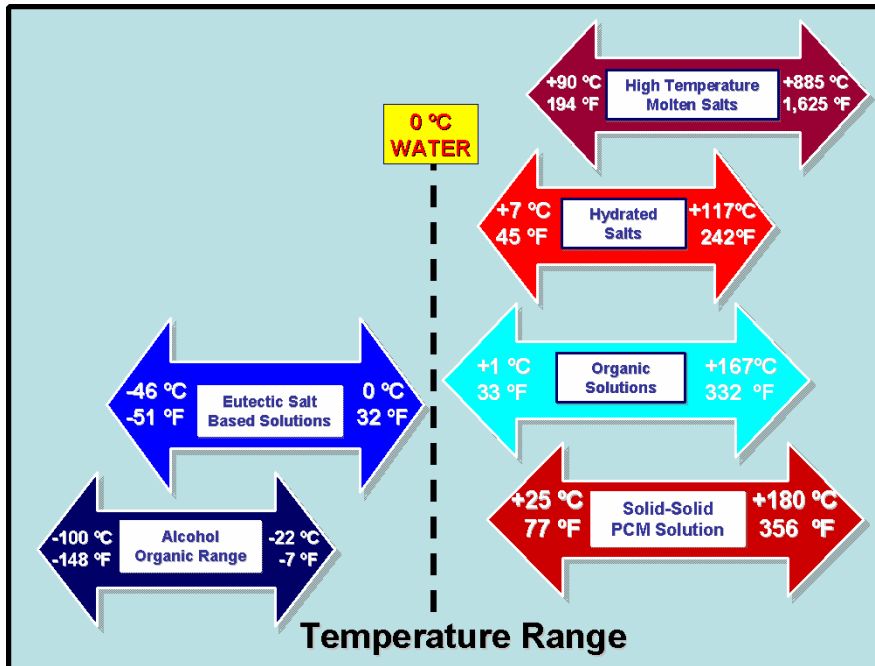 +90 ºC
194 ºF
High Temperature
Molten Salts
+885 ºC
1,625 ºF
0 ºC
WATER
+7 ºC
45 ºF
Hydrated
Salts
+117ºC
242ºF
+1 ºC
33 ºF
Organic
Solutions
+167ºC
332 ºF
-46 ºC
-51 ºF
Eutectic Salt
Based Solutions
0 ºC
32 ºF
+25 ºC
77 ºF
Solid-Solid
PCM Solution
+180 ºC
356 ºF
-100 ºC
-148 ºF
Alcohol
Organic Range
-22 ºC
-7 ºF
Temperature Range